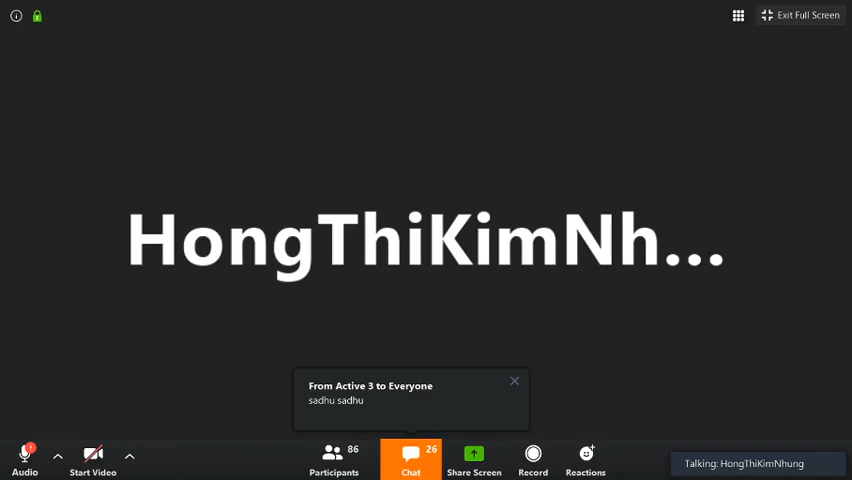 Exit Full Screen
HongThiKimNh...
From Active 3 to Everyone
sadhu sadhu
86
26
Audio
Start Video
Participants
Chat
Share Screen
Record
Reactions
Talking: HongThiKimNhung